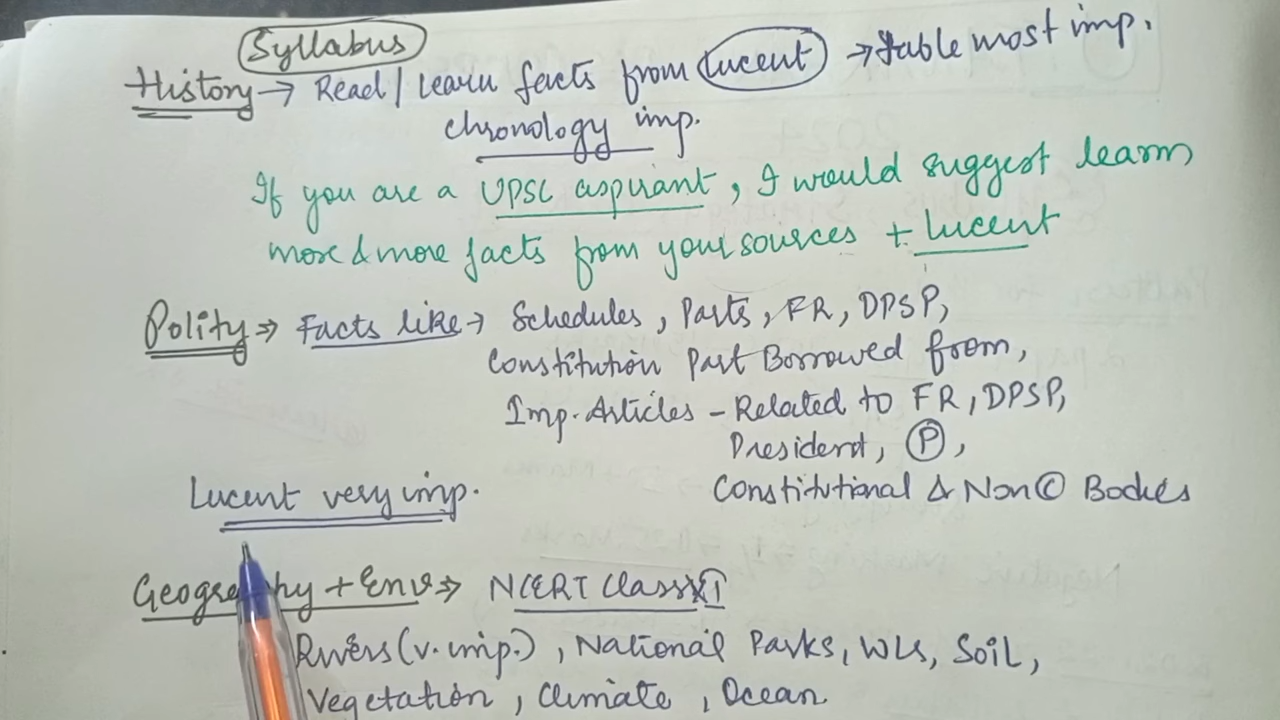 Syllabus
History → Read/learn facts from Lucent → table most imp.
chronology imp.
If you are a UPSC aspirant, I would suggest learn
more & more facts from your sources + Lucent
Polity ⇒ Facts like → Schedules, Parts, FR, DPSP,
Constitution Part Borrowed from,
Imp. Articles - Related to FR, DPSP,
President, Ⓟ,
Lucent very imp.
Constitutional & Non © Bodies
Geography + Env ⇒ NCERT Class XI
Rivers (v. imp.), National Parks, WLS, Soil,
Vegetation, Climate, Ocean